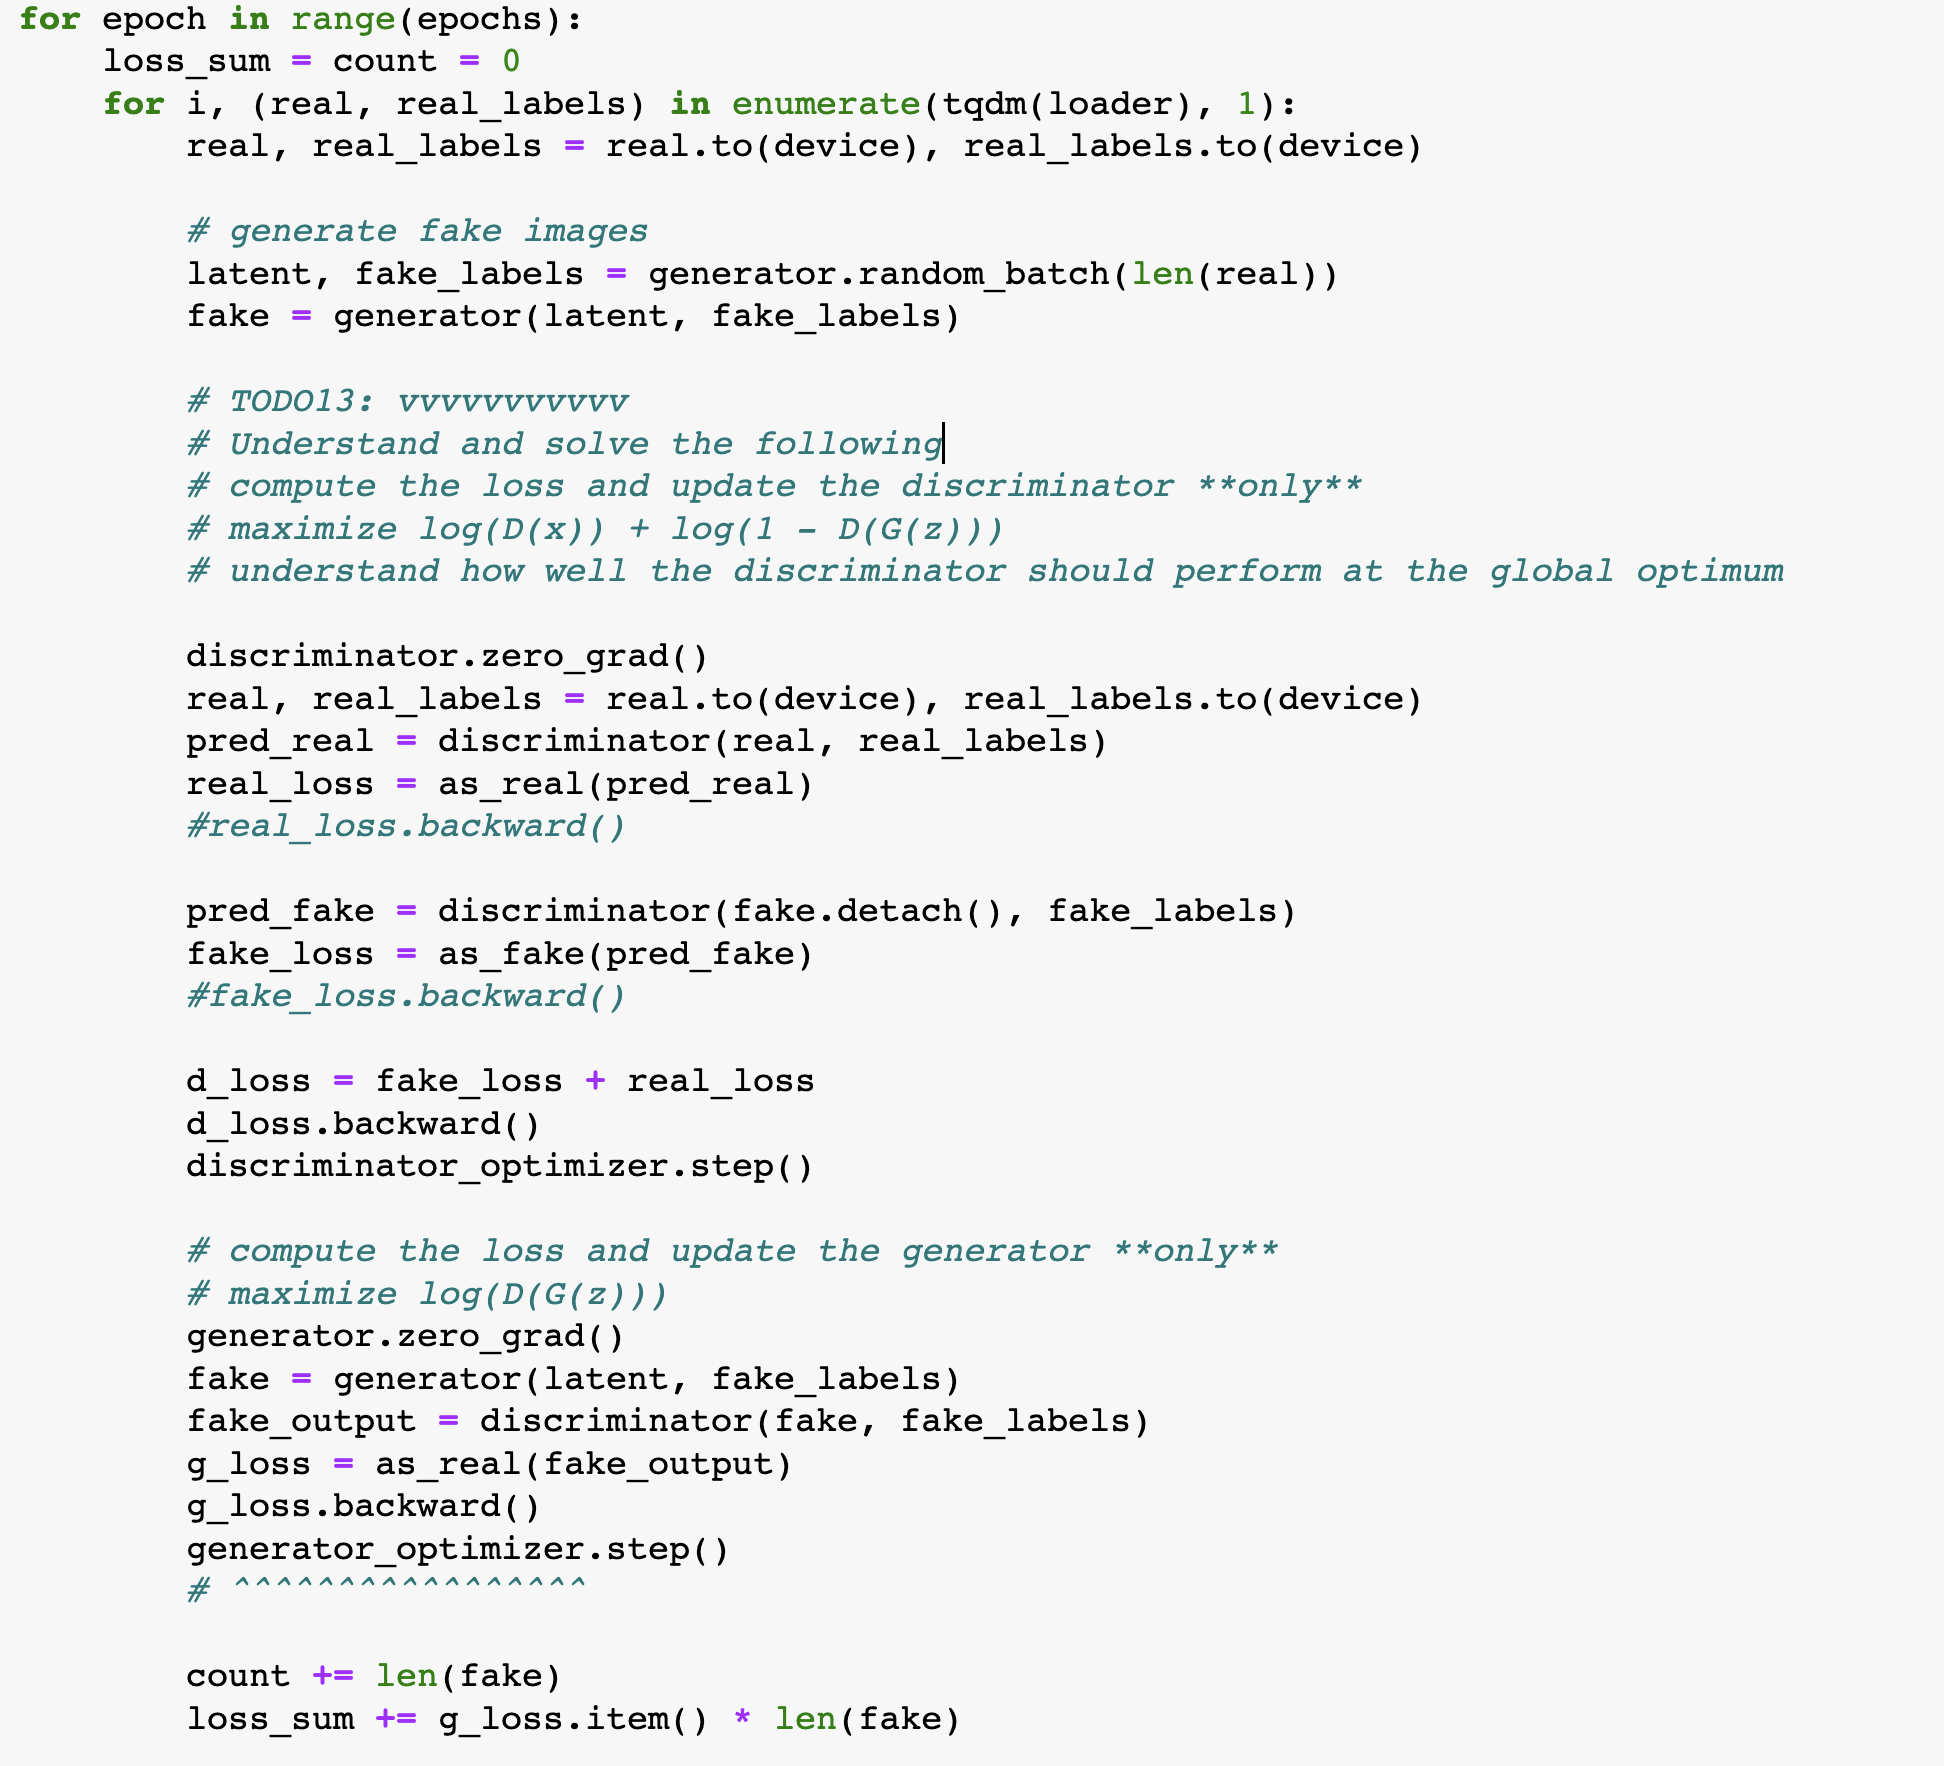 for epoch in range(epochs):
    loss_sum = count = 0
    for i, (real, real_labels) in enumerate(tqdm(loader), 1):
        real, real_labels = real.to(device), real_labels.to(device)

        # generate fake images
        latent, fake_labels = generator.random_batch(len(real))
        fake = generator(latent, fake_labels)

        # TODO13: vvvvvvvvvvv
        # Understand and solve the following
        # compute the loss and update the discriminator **only**
        # maximize log(D(x)) + log(1 - D(G(z)))
        # understand how well the discriminator should perform at the global optimum

        discriminator.zero_grad()
        real, real_labels = real.to(device), real_labels.to(device)
        pred_real = discriminator(real, real_labels)
        real_loss = as_real(pred_real)
        #real_loss.backward()

        pred_fake = discriminator(fake.detach(), fake_labels)
        fake_loss = as_fake(pred_fake)
        #fake_loss.backward()

        d_loss = fake_loss + real_loss
        d_loss.backward()
        discriminator_optimizer.step()

        # compute the loss and update the generator **only**
        # maximize log(D(G(z)))
        generator.zero_grad()
        fake = generator(latent, fake_labels)
        fake_output = discriminator(fake, fake_labels)
        g_loss = as_real(fake_output)
        g_loss.backward()
        generator_optimizer.step()
        # ^^^^^^^^^^^^^^^^^

        count += len(fake)
        loss_sum += g_loss.item() * len(fake)